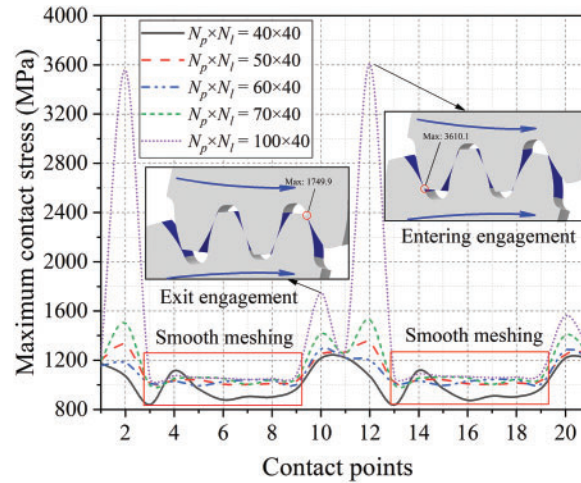 Maximum contact stress (MPa)
4000
3600
3200
2800
2400
2000
1600
1200
800
Nₚ×Nₗ = 40×40
Nₚ×Nₗ = 50×40
Nₚ×Nₗ = 60×40
Nₚ×Nₗ = 70×40
Nₚ×Nₗ = 100×40
Max: 3610.1
Entering engagement
Max: 1749.9
Exit engagement
Smooth meshing
Smooth meshing
2 4 6 8 10 12 14 16 18 20
Contact points